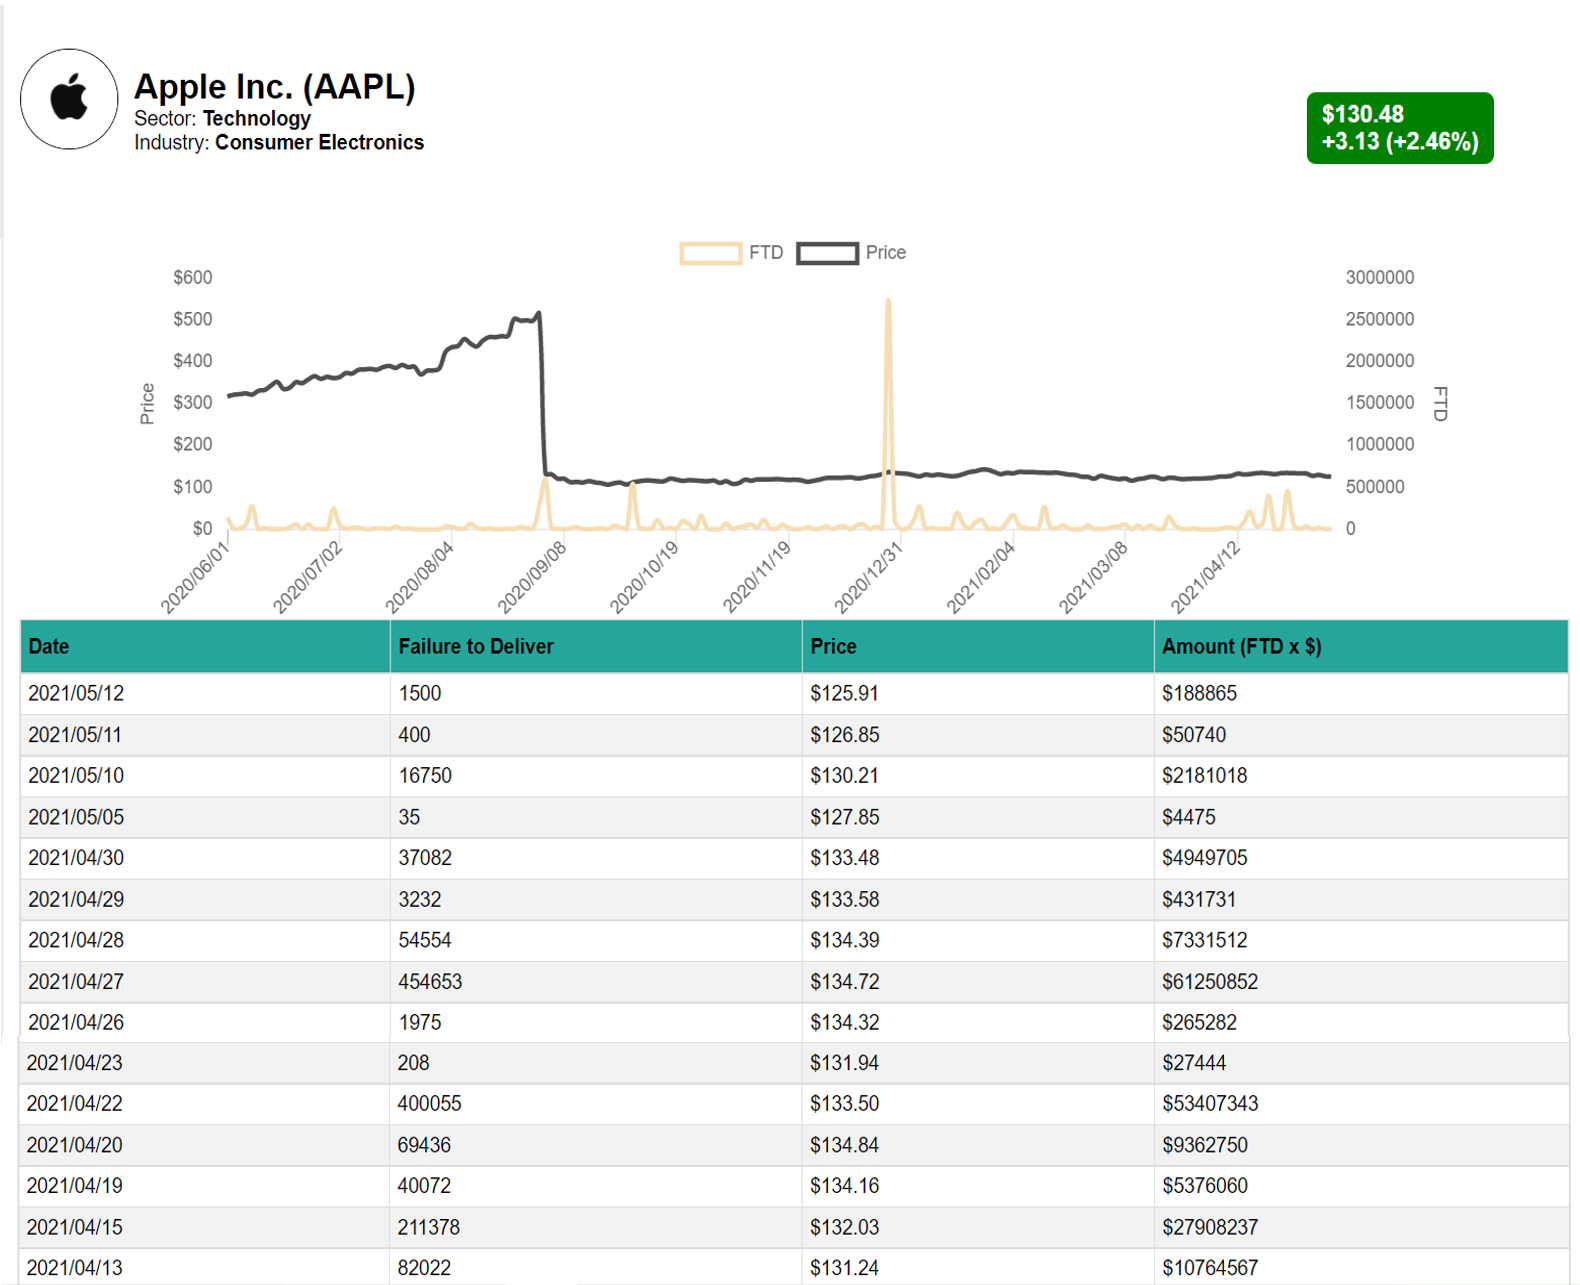 Apple Inc. (AAPL)
Sector: Technology
Industry: Consumer Electronics
$130.48
+3.13 (+2.46%)
FTD Price
$600 3000000
$500 2500000
$400 2000000
$300 1500000
$200 1000000
$100 500000
$0 0
Price
FTD
2020/06/01 2020/07/02 2020/08/04 2020/09/08 2020/10/19 2020/11/19 2020/12/31 2021/02/04 2021/03/08 2021/04/12
Date Failure to Deliver Price Amount (FTD x $)
2021/05/12 1500 $125.91 $188865
2021/05/11 400 $126.85 $50740
2021/05/10 16750 $130.21 $2181018
2021/05/05 35 $127.85 $4475
2021/04/30 37082 $133.48 $4949705
2021/04/29 3232 $133.58 $431731
2021/04/28 54554 $134.39 $7331512
2021/04/27 454653 $134.72 $61250852
2021/04/26 1975 $134.32 $265282
2021/04/23 208 $131.94 $27444
2021/04/22 400055 $133.50 $53407343
2021/04/20 69436 $134.84 $9362750
2021/04/19 40072 $134.16 $5376060
2021/04/15 211378 $132.03 $27908237
2021/04/13 82022 $131.24 $10764567